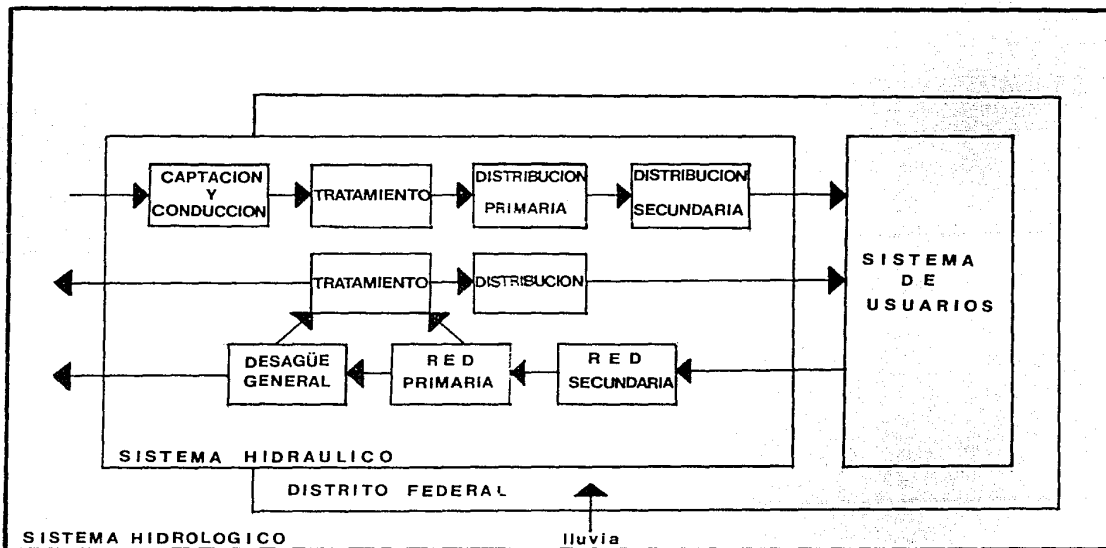 CAPTACION
Y
CONDUCCION
TRATAMIENTO
DISTRIBUCION
PRIMARIA
DISTRIBUCION
SECUNDARIA
TRATAMIENTO
DISTRIBUCION
SISTEMA
DE
USUARIOS
DESAGÜE
GENERAL
RED
PRIMARIA
RED
SECUNDARIA
SISTEMA HIDRAULICO
DISTRITO FEDERAL
SISTEMA HIDROLOGICO
lluvia